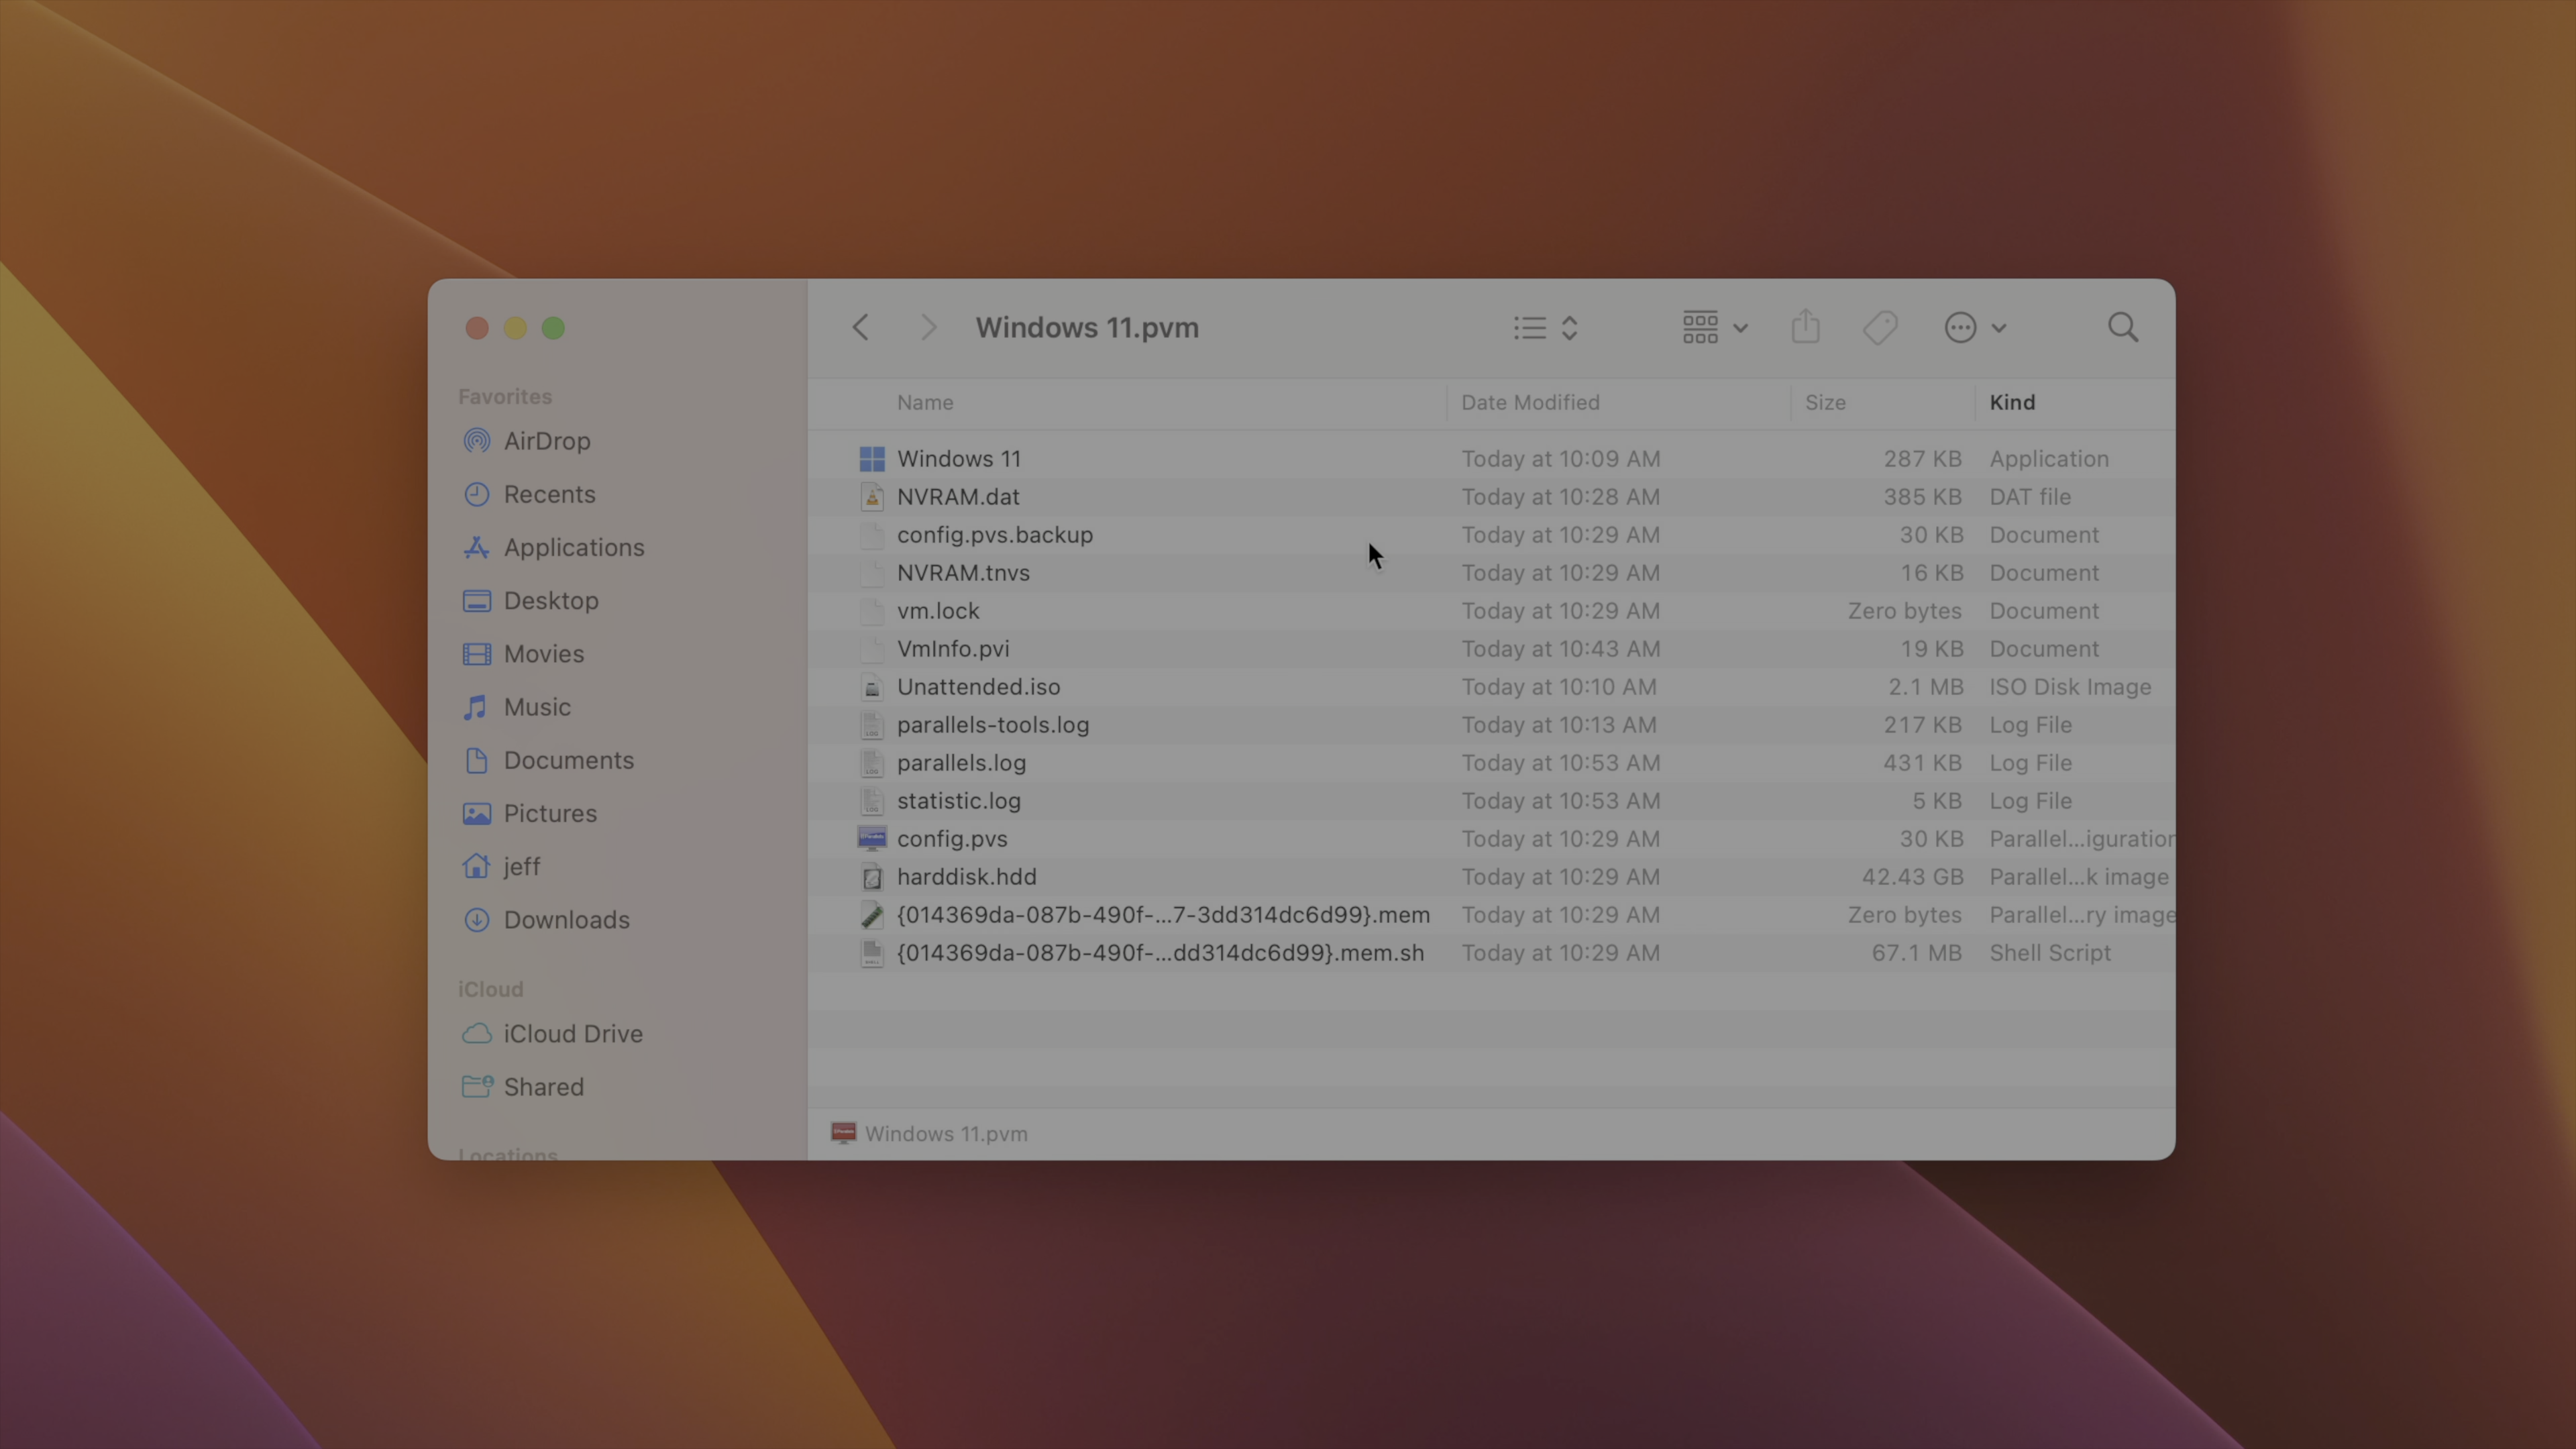 Windows 11.pvm
Favorites
AirDrop
Recents
Applications
Desktop
Movies
Music
Documents
Pictures
jeff
Downloads
iCloud
iCloud Drive
Shared
Locations
Name Date Modified Size Kind
Windows 11 Today at 10:09 AM 287 KB Application
NVRAM.dat Today at 10:28 AM 385 KB DAT file
config.pvs.backup Today at 10:29 AM 30 KB Document
NVRAM.tnvs Today at 10:29 AM 16 KB Document
vm.lock Today at 10:29 AM Zero bytes Document
VmInfo.pvi Today at 10:43 AM 19 KB Document
Unattended.iso Today at 10:10 AM 2.1 MB ISO Disk Image
parallels-tools.log Today at 10:13 AM 217 KB Log File
parallels.log Today at 10:53 AM 431 KB Log File
statistic.log Today at 10:53 AM 5 KB Log File
config.pvs Today at 10:29 AM 30 KB Parallel...iguration
harddisk.hdd Today at 10:29 AM 42.43 GB Parallel...k image
{014369da-087b-490f-...7-3dd314dc6d99}.mem Today at 10:29 AM Zero bytes Parallel...ry image
{014369da-087b-490f-...dd314dc6d99}.mem.sh Today at 10:29 AM 67.1 MB Shell Script
Windows 11.pvm